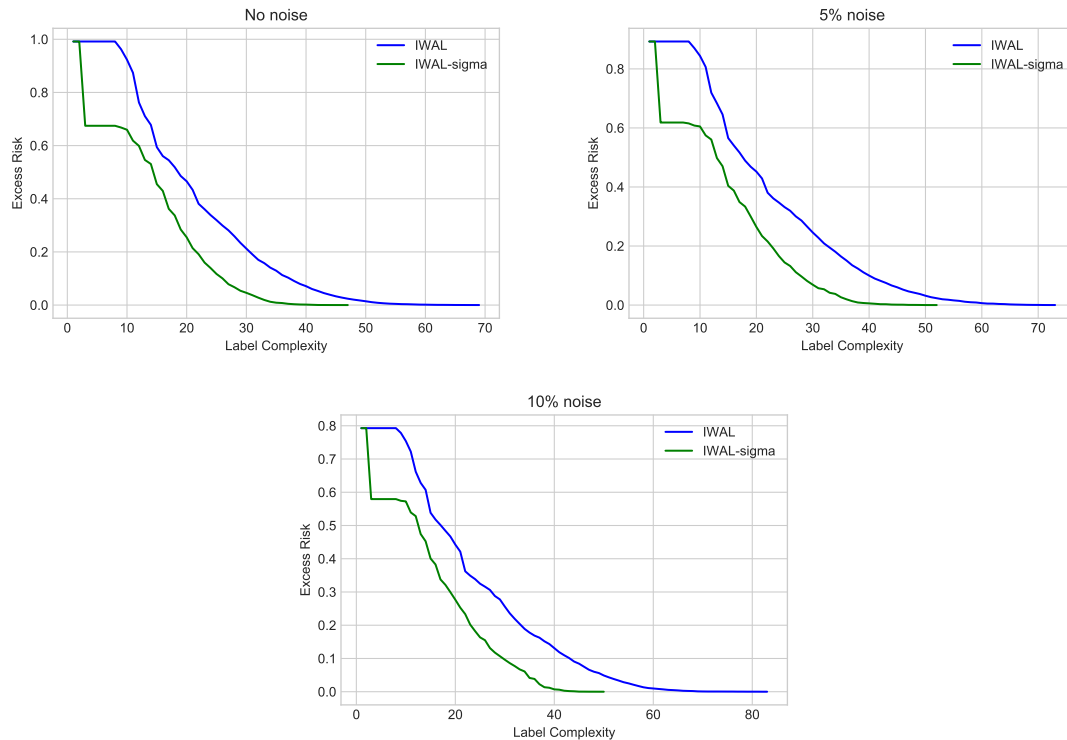 No noise
IWAL
IWAL-sigma
Excess Risk
1.0
0.8
0.6
0.4
0.2
0.0
0 10 20 30 40 50 60 70
Label Complexity
5% noise
IWAL
IWAL-sigma
Excess Risk
0.8
0.6
0.4
0.2
0.0
0 10 20 30 40 50 60 70
Label Complexity
10% noise
IWAL
IWAL-sigma
Excess Risk
0.8
0.7
0.6
0.5
0.4
0.3
0.2
0.1
0.0
0 20 40 60 80
Label Complexity